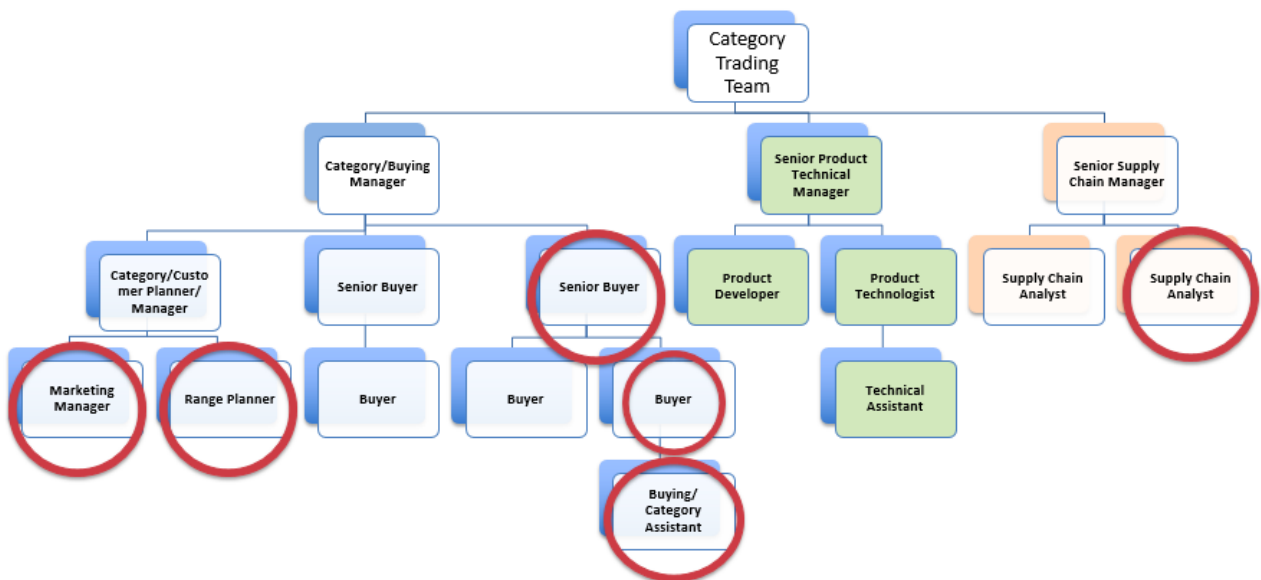 Category
Trading
Team
Category/Buying
Manager
Senior Product
Technical
Manager
Senior Supply
Chain Manager
Category/Custo
mer Planner/
Manager
Senior Buyer
Senior Buyer
Product
Developer
Product
Technologist
Supply Chain
Analyst
Supply Chain
Analyst
Marketing
Manager
Range Planner
Buyer
Buyer
Buyer
Technical
Assistant
Buying/
Category
Assistant